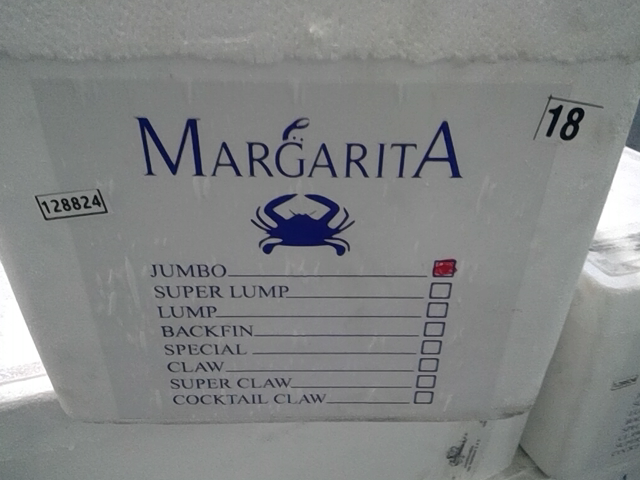 MARGARITA
18
128824
JUMBO
SUPER LUMP
LUMP
BACKFIN
SPECIAL
CLAW
SUPER CLAW
COCKTAIL CLAW